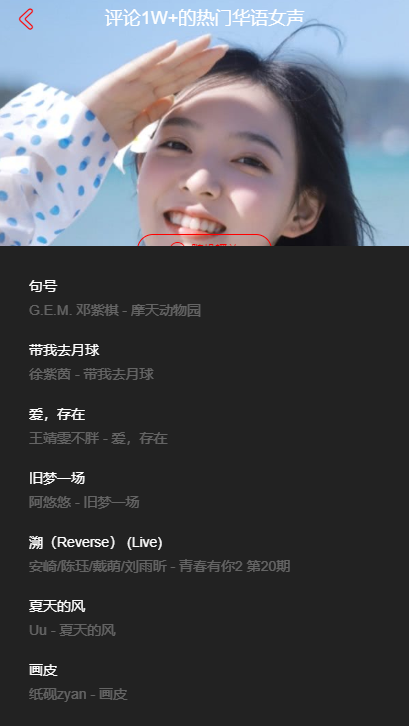 评论1W+的热门华语女声
句号
G.E.M. 邓紫棋 - 摩天动物园
带我去月球
徐紫茵 - 带我去月球
爱，存在
王靖雯不胖 - 爱，存在
旧梦一场
阿悠悠 - 旧梦一场
溯（Reverse） (Live)
安崎/陈珏/戴萌/刘雨昕 - 青春有你2 第20期
夏天的风
Uu - 夏天的风
画皮
纸砚zyan - 画皮